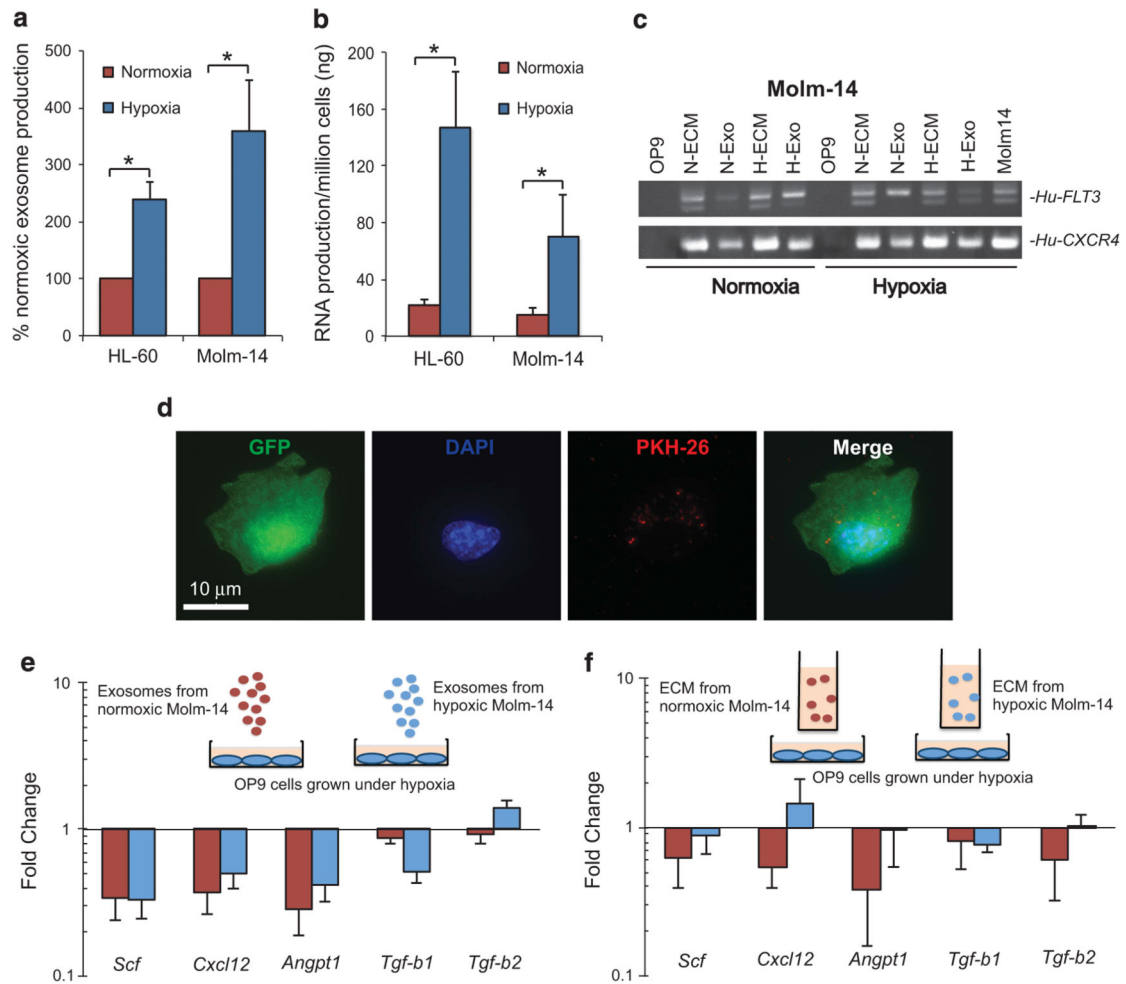 a
% normoxic exosome production
500
400
300
200
100
0
Normoxia
Hypoxia
*
*
HL-60
Molm-14
b
RNA production/million cells (ng)
200
160
120
80
40
0
*
*
Normoxia
Hypoxia
HL-60
Molm-14
c
Molm-14
OP9
N-ECM
N-Exo
H-ECM
H-Exo
OP9
N-ECM
N-Exo
H-ECM
H-Exo
Molm14
-Hu-FLT3
-Hu-CXCR4
Normoxia
Hypoxia
d
GFP
DAPI
PKH-26
Merge
10 μm
e
Fold Change
10
1
0.1
Exosomes from
normoxic Molm-14
Exosomes from
hypoxic Molm-14
OP9 cells grown under hypoxia
Scf
Cxcl12
Angpt1
Tgf-b1
Tgf-b2
f
Fold Change
10
1
0.1
ECM from
normoxic Molm-14
ECM from
hypoxic Molm-14
OP9 cells grown under hypoxia
Scf
Cxcl12
Angpt1
Tgf-b1
Tgf-b2